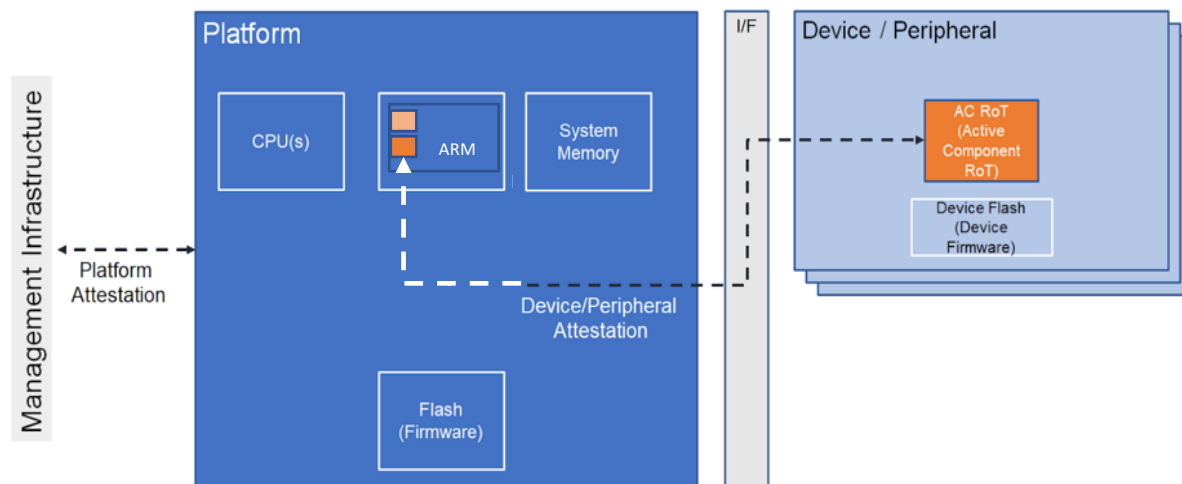 Management Infrastructure
Platform
Attestation
Platform
CPU(s)
ARM
System
Memory
Device/Peripheral
Attestation
Flash
(Firmware)
I/F
Device / Peripheral
AC RoT
(Active
Component
RoT)
Device Flash
(Device
Firmware)